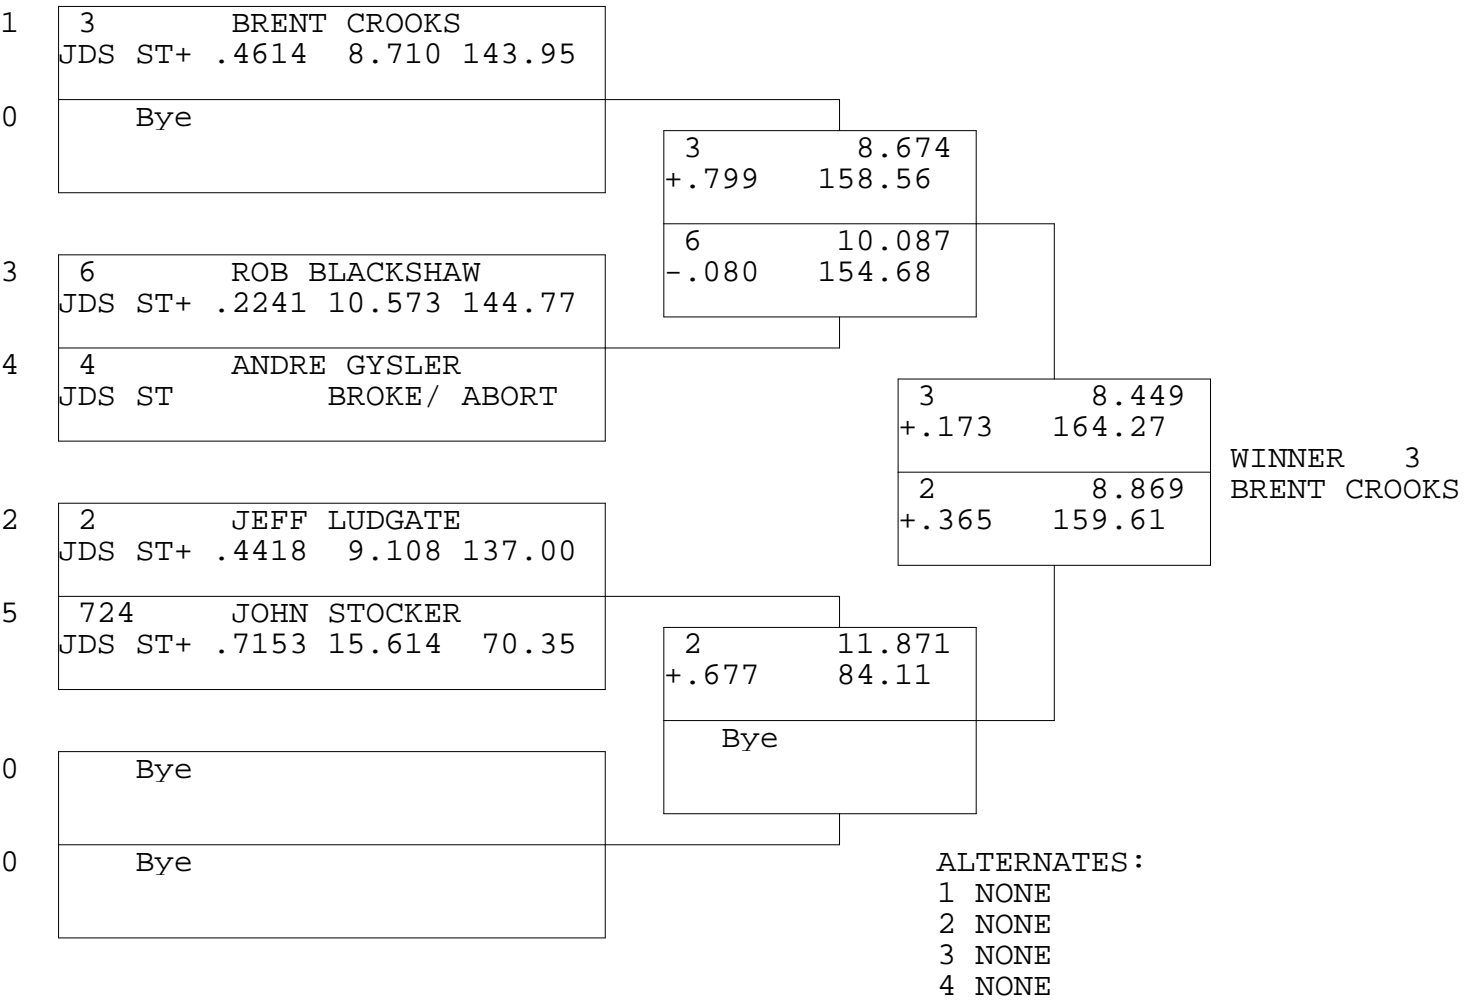 1 3 BRENT CROOKS
JDS ST+ .4614 8.710 143.95
0 Bye
3 8.674
+.799 158.56
6 10.087
-.080 154.68
3 6 ROB BLACKSHAW
JDS ST+ .2241 10.573 144.77
4 4 ANDRE GYSLER
JDS ST BROKE/ ABORT
3 8.449
+.173 164.27
WINNER 3
BRENT CROOKS
2 8.869
+.365 159.61
2 2 JEFF LUDGATE
JDS ST+ .4418 9.108 137.00
5 724 JOHN STOCKER
JDS ST+ .7153 15.614 70.35
2 11.871
+.677 84.11
Bye
0 Bye
0 Bye
ALTERNATES:
1 NONE
2 NONE
3 NONE
4 NONE